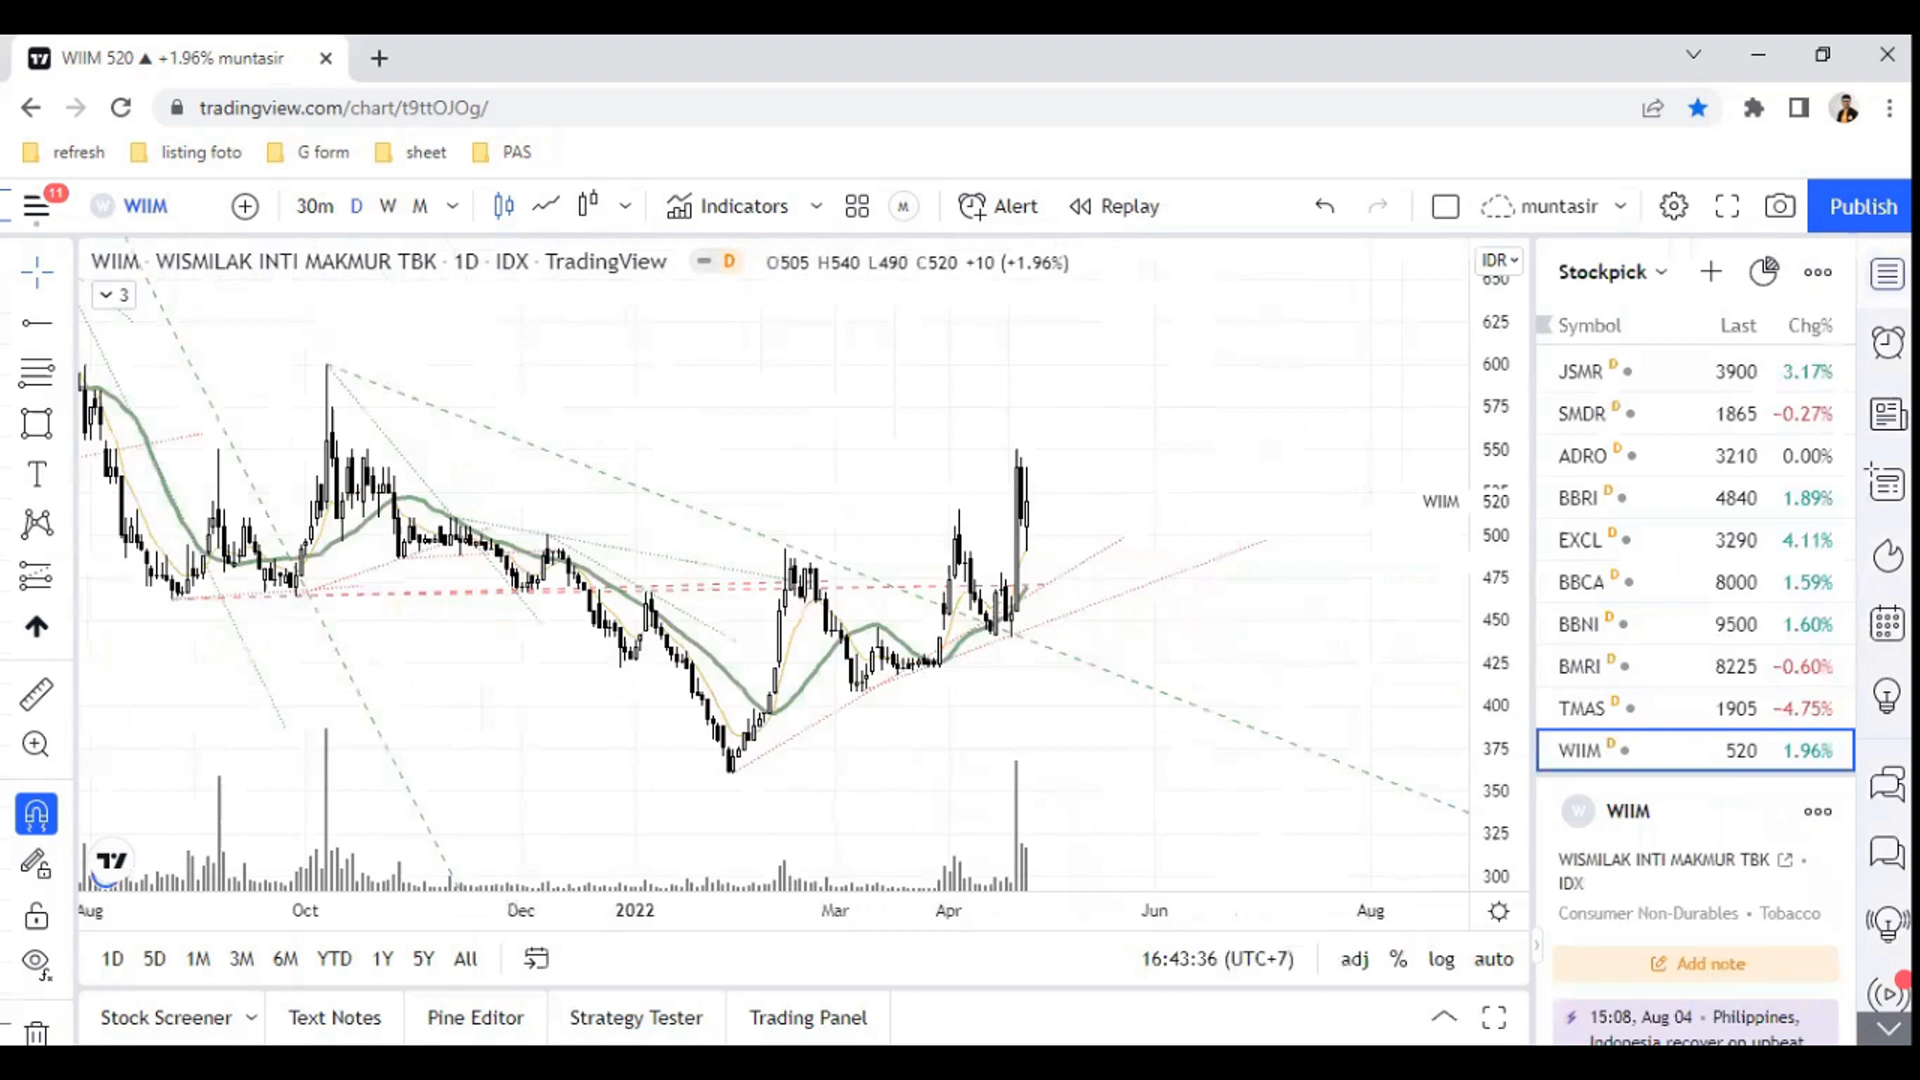 WIIM 520 ▲ +1.96% muntasir
tradingview.com/chart/t9ttOJOg/
refresh listing foto G form sheet PAS
11
W WIIM 30m D W M Indicators M Alert Replay muntasir Publish
WIIM · WISMILAK INTI MAKMUR TBK · 1D · IDX · TradingView D O505 H540 L490 C520 +10 (+1.96%)
3
IDR
650
625
600
575
550
WIIM 520
500
475
450
425
400
375
350
325
300
Aug Oct Dec 2022 Mar Apr Jun Aug
1D 5D 1M 3M 6M YTD 1Y 5Y All 16:43:36 (UTC+7) adj % log auto
Stock Screener Text Notes Pine Editor Strategy Tester Trading Panel
Stockpick
Symbol Last Chg%
JSMR D 3900 3.17%
SMDR D 1865 −0.27%
ADRO D 3210 0.00%
BBRI D 4840 1.89%
EXCL D 3290 4.11%
BBCA D 8000 1.59%
BBNI D 9500 1.60%
BMRI D 8225 −0.60%
TMAS D 1905 −4.75%
WIIM D 520 1.96%
W WIIM
WISMILAK INTI MAKMUR TBK •
IDX
Consumer Non-Durables • Tobacco
Add note
15:08, Aug 04 • Philippines,
Indonesia recover on upbeat